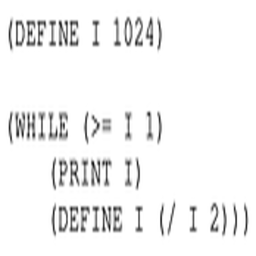 (DEFINE I 1024)
(WHILE (>= I 1)
(PRINT I)
(DEFINE I (/ I 2)))